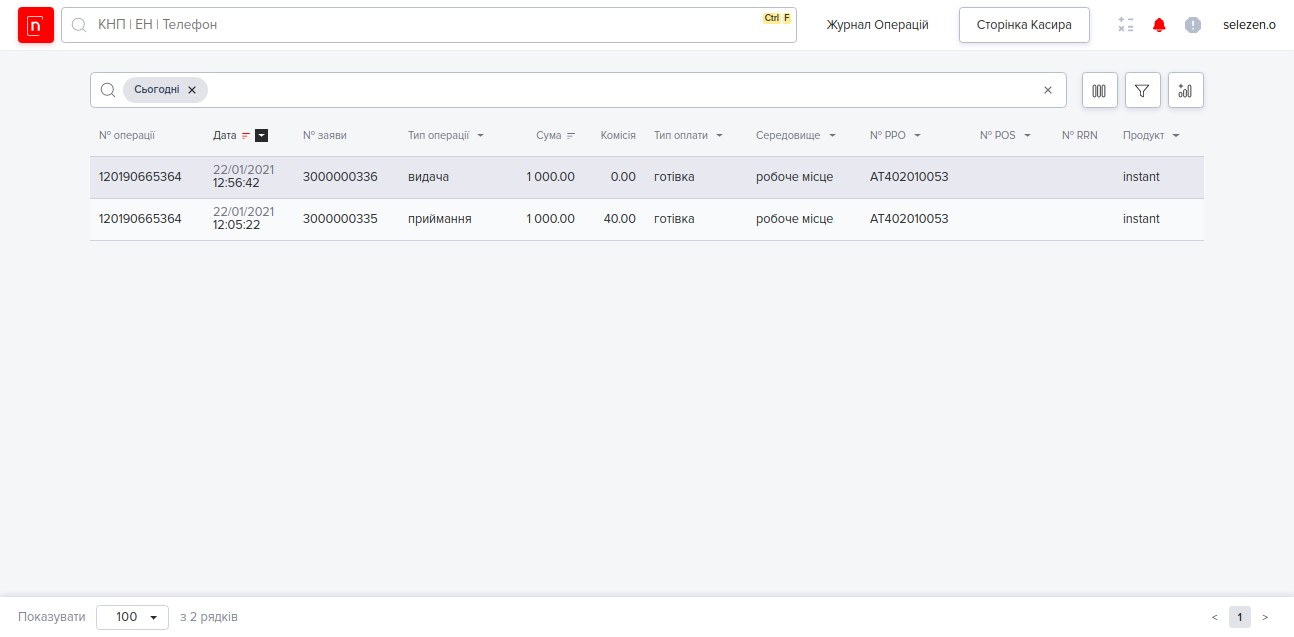 n
КНП | ЕН | Телефон
Ctrl F
Журнал Операцій
Сторінка Касира
selezen.o
Сьогодні
№ операції Дата № заяви Тип операції Сума Комісія Тип оплати Середовище № РРО № POS № RRN Продукт
120190665364 22/01/2021 12:56:42 3000000336 видача 1 000.00 0.00 готівка робоче місце АТ402010053 instant
120190665364 22/01/2021 12:05:22 3000000335 приймання 1 000.00 40.00 готівка робоче місце АТ402010053 instant
Показувати 100 з 2 рядків < 1 >